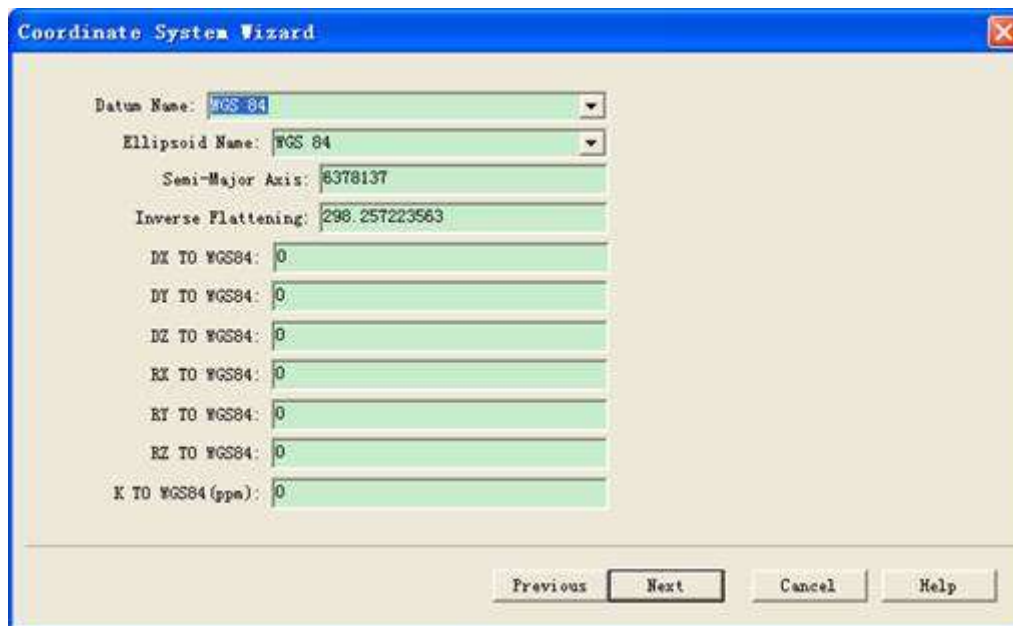 Coordinate System Wizard
Datum Name: WGS 84
Ellipsoid Name: WGS 84
Semi-Major Axis: 6378137
Inverse Flattening: 298.257223563
DX TO WGS84: 0
DY TO WGS84: 0
DZ TO WGS84: 0
RX TO WGS84: 0
RY TO WGS84: 0
RZ TO WGS84: 0
K TO WGS84(ppm): 0
Previous Next Cancel Help